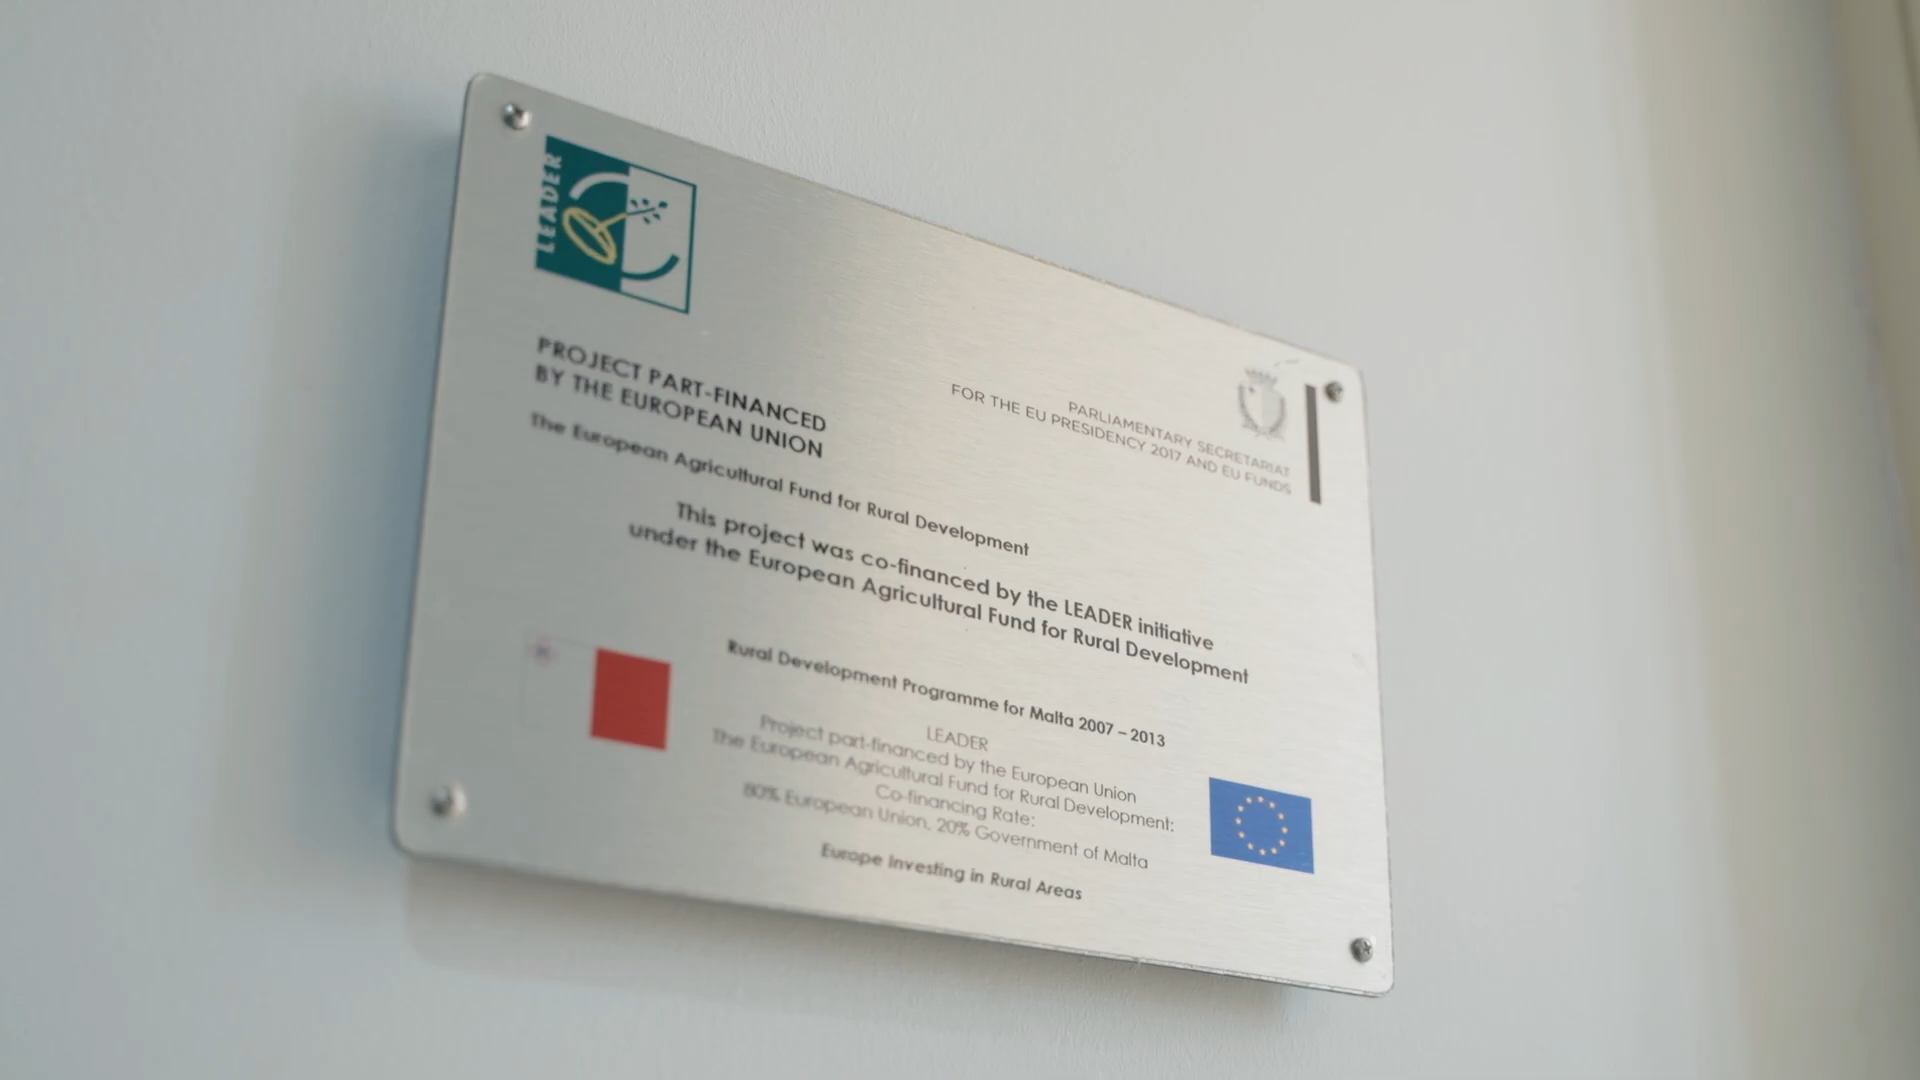 LEADER
PROJECT PART-FINANCED
BY THE EUROPEAN UNION
The European Agricultural Fund for Rural Development
PARLIAMENTARY SECRETARIAT
FOR THE EU PRESIDENCY 2017 AND EU FUNDS
This project was co-financed by the LEADER initiative
under the European Agricultural Fund for Rural Development
Rural Development Programme for Malta 2007 – 2013
LEADER
Project part-financed by the European Union
The European Agricultural Fund for Rural Development:
Co-financing Rate:
80% European Union, 20% Government of Malta
Europe Investing in Rural Areas